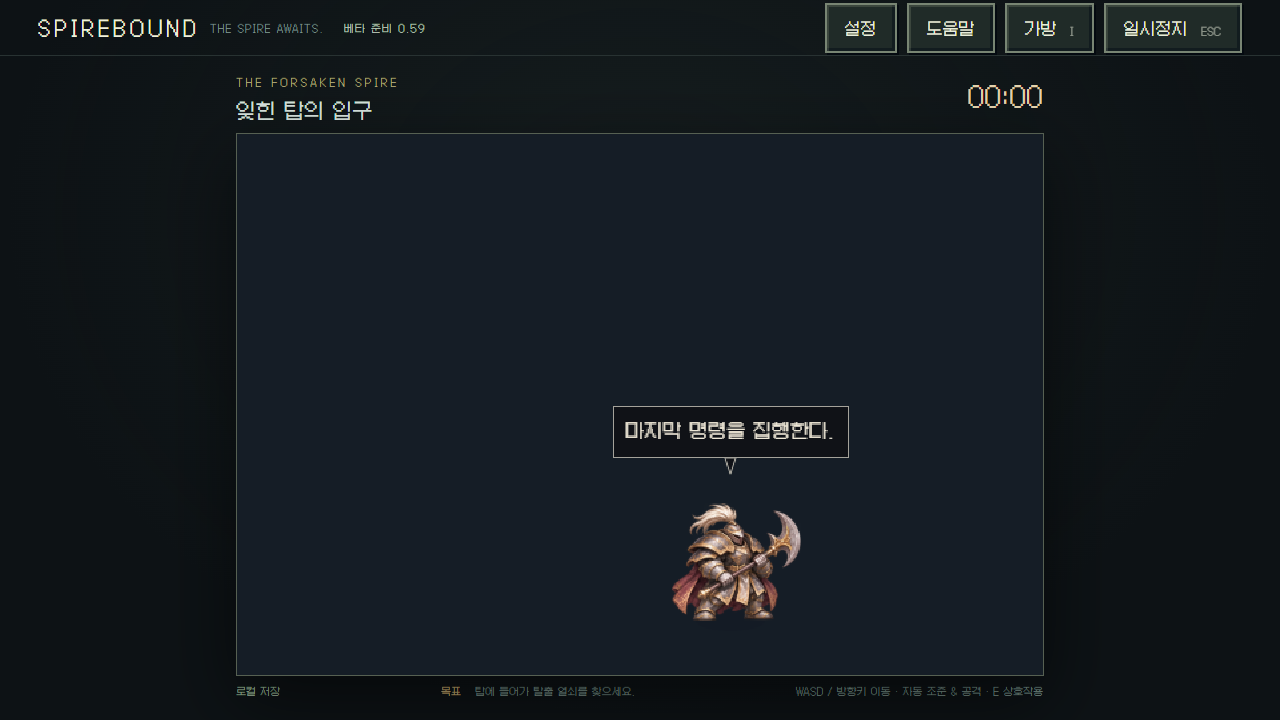 SPIREBOUND THE SPIRE AWAITS. 베타 준비 0.59
설정 도움말 가방 I 일시정지 ESC
THE FORSAKEN SPIRE
잊힌 탑의 입구
00:00
마지막 명령을 집행한다.
로컬 저장 목표 탑에 들어가 탈출 열쇠를 찾으세요. WASD / 방향키 이동 · 자동 조준 & 공격 · E 상호작용